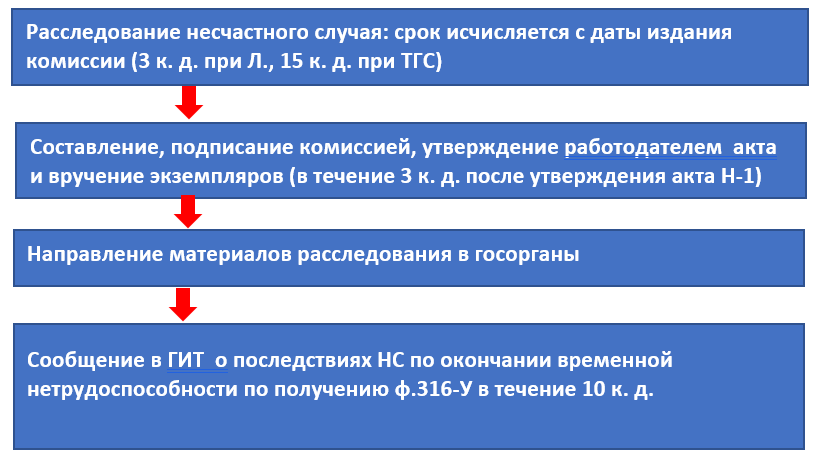 Расследование несчастного случая: срок исчисляется с даты издания
комиссии (3 к. д. при Л., 15 к. д. при ТГС)
Составление, подписание комиссией, утверждение работодателем акта
и вручение экземпляров (в течение 3 к. д. после утверждения акта Н-1)
Направление материалов расследования в госорганы
Сообщение в ГИТ о последствиях НС по окончании временной
нетрудоспособности по получению ф.316-У в течение 10 к. д.